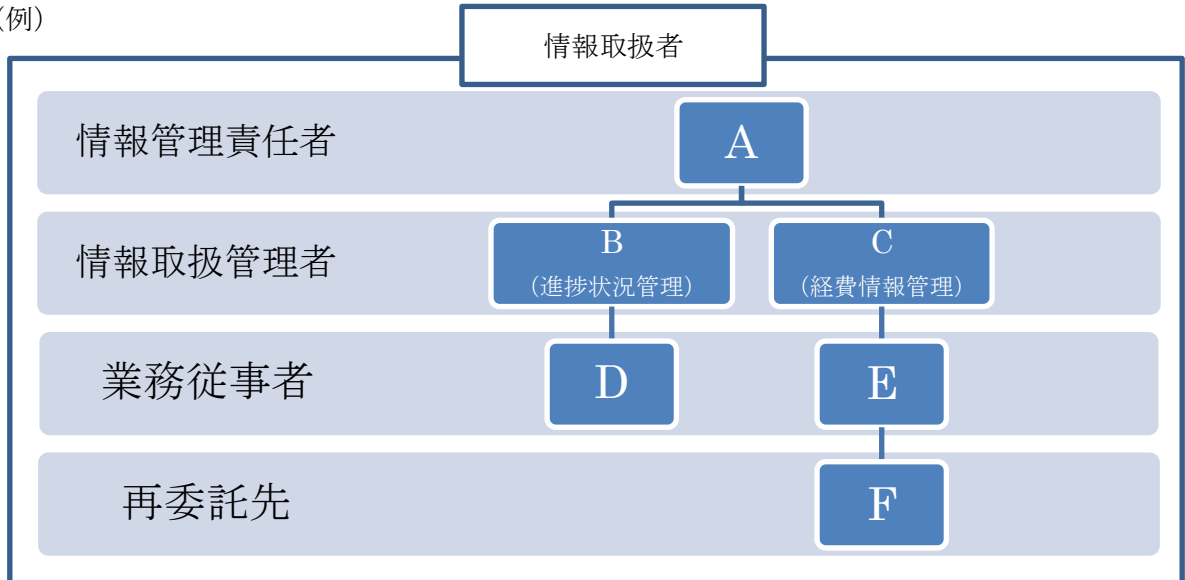 (例)
情報取扱者
情報管理責任者
A
情報取扱管理者
B
(進捗状況管理)
C
(経費情報管理)
業務従事者
D
E
再委託先
F